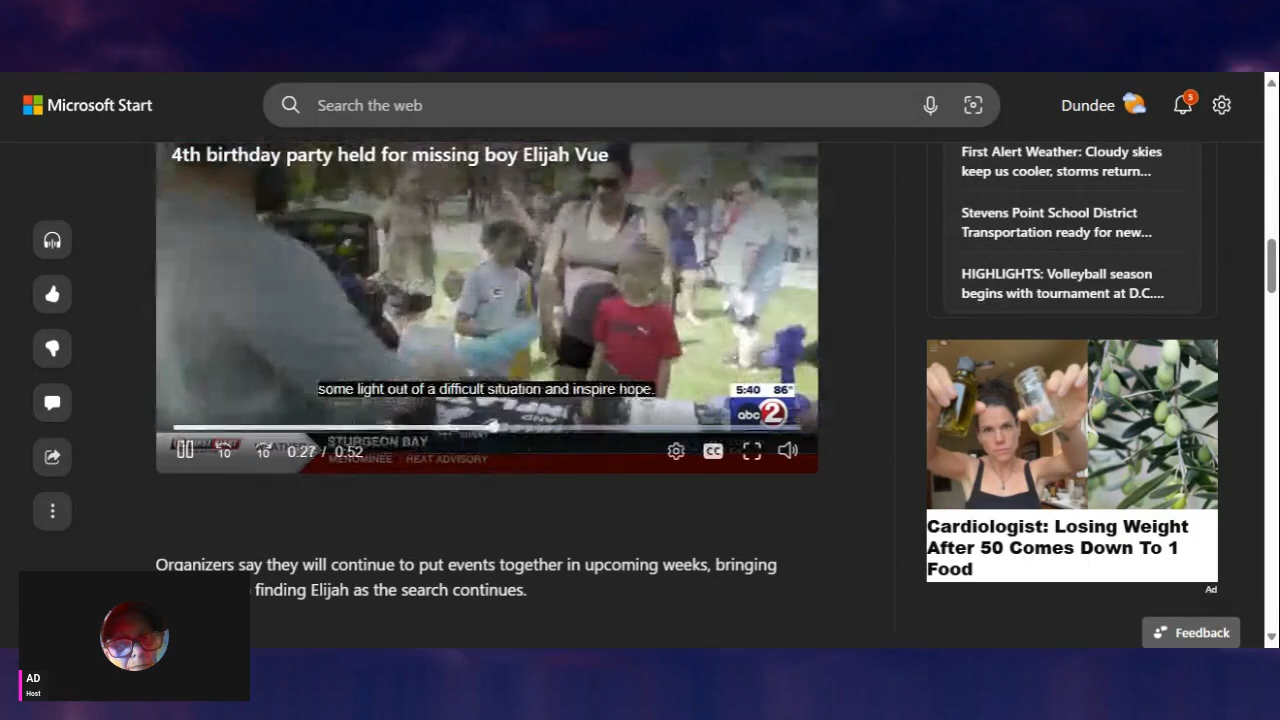 Microsoft Start
Search the web
Dundee
5
4th birthday party held for missing boy Elijah Vue
some light out of a difficult situation and inspire hope.
5:40 86°
abc 2
STURGEON BAY
MENOMINEE HEAT ADVISORY
10
10
0:27 / 0:52
CC
Organizers say they will continue to put events together in upcoming weeks, bringing
finding Elijah as the search continues.
First Alert Weather: Cloudy skies
keep us cooler, storms return...
Stevens Point School District
Transportation ready for new...
HIGHLIGHTS: Volleyball season
begins with tournament at D.C....
Cardiologist: Losing Weight
After 50 Comes Down To 1
Food
Ad
Feedback
AD
Host